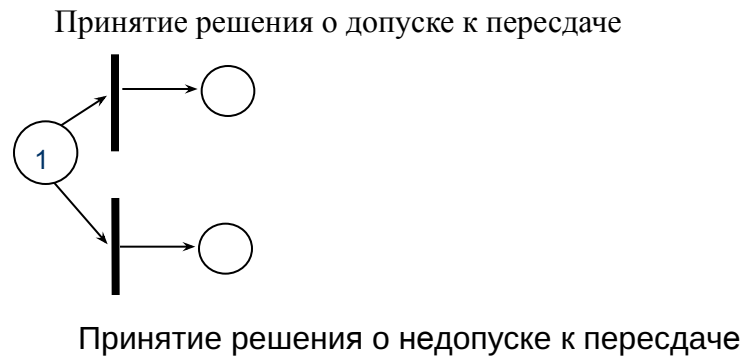 Принятие решения о допуске к пересдаче
1
Принятие решения о недопуске к пересдаче